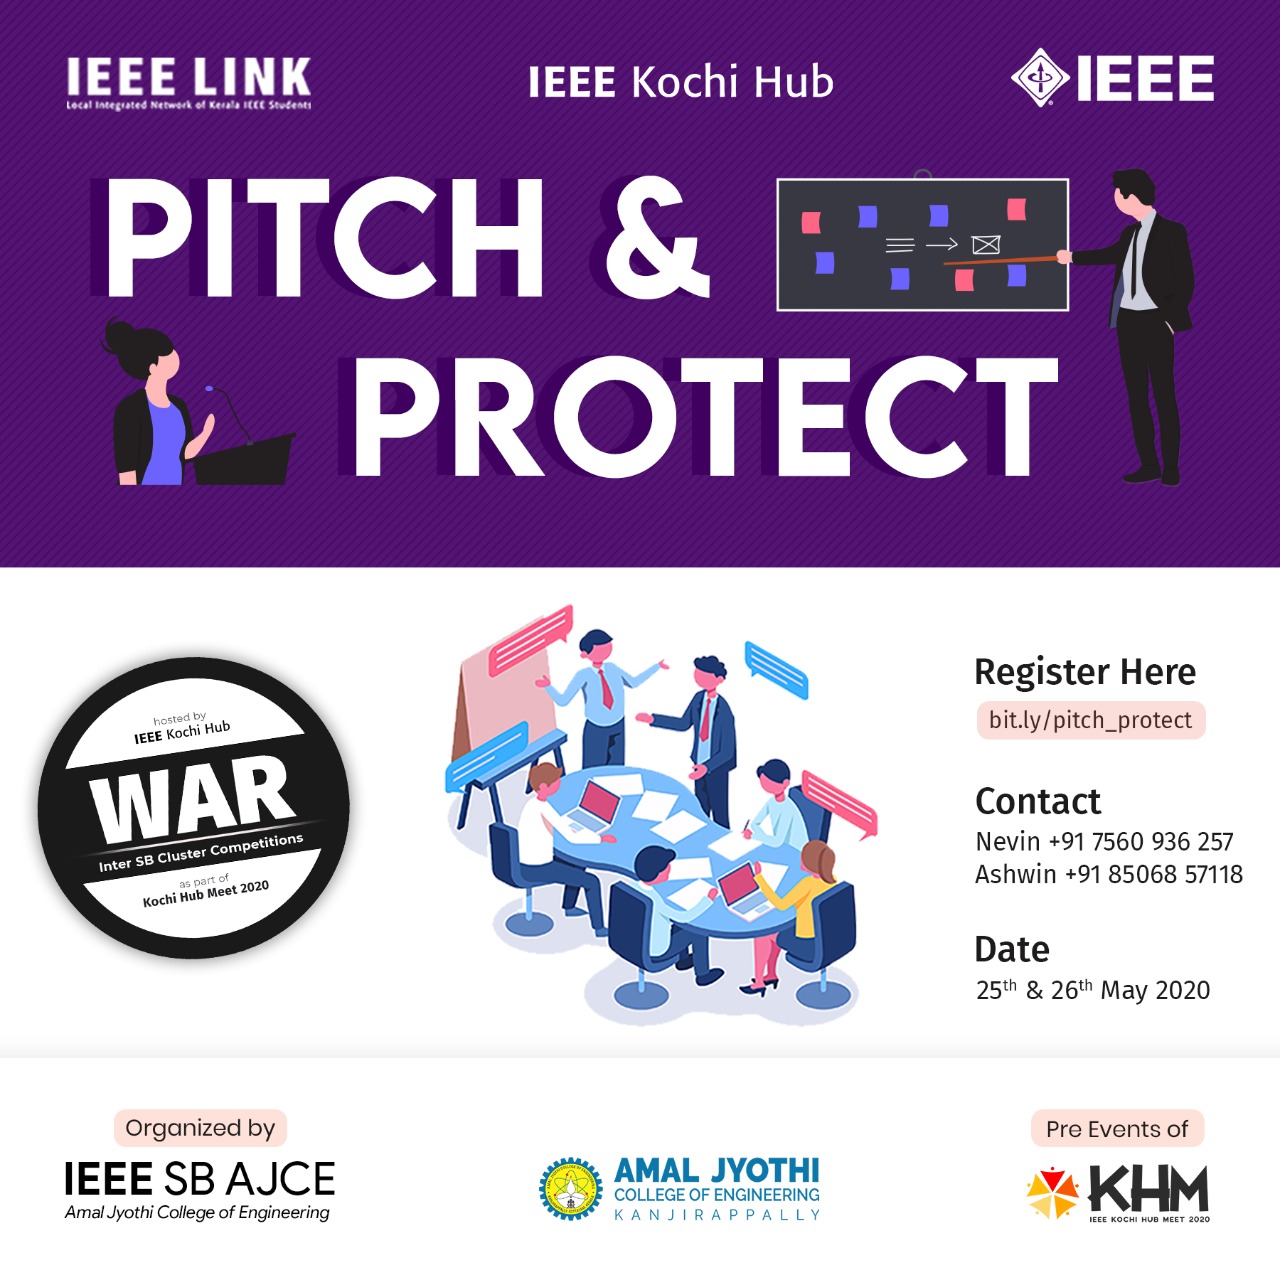 IEEE LINK
Local Integrated Network of Kerala IEEE Students
IEEE Kochi Hub
IEEE
PITCH &
PROTECT
hosted by
IEEE Kochi Hub
WAR
Inter SB Cluster Competitions
as part of
Kochi Hub Meet 2020
Register Here
bit.ly/pitch_protect
Contact
Nevin +91 7560 936 257
Ashwin +91 85068 57118
Date
25th & 26th May 2020
Organized by
IEEE SB AJCE
Amal Jyothi College of Engineering
AMAL JYOTHI
COLLEGE OF ENGINEERING
KANJIRAPPALLY
Pre Events of
KHM
IEEE KOCHI HUB MEET 2020